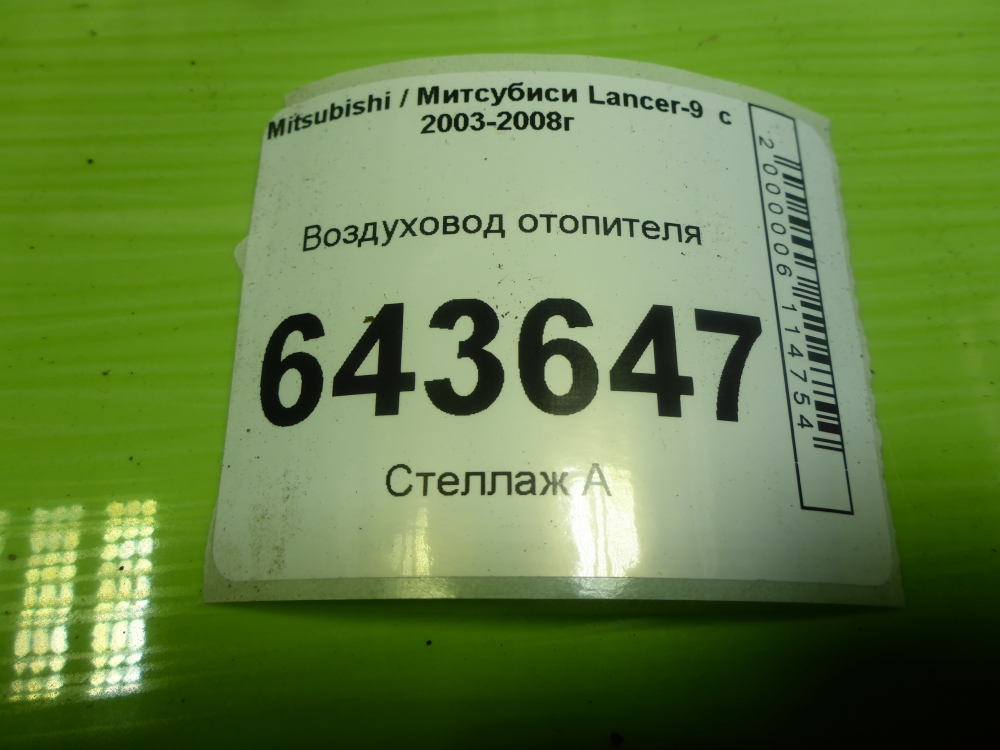 Mitsubishi / Митсубиси Lancer-9 с
2003-2008г
Воздуховод отопителя
643647
Стеллаж А
2000006114754